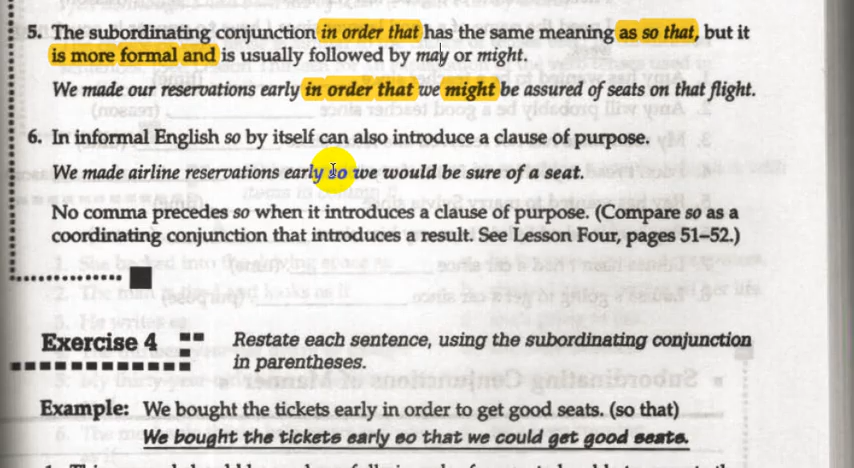 5. The subordinating conjunction in order that has the same meaning as so that, but it
is more formal and is usually followed by may or might.
We made our reservations early in order that we might be assured of seats on that flight.
6. In informal English so by itself can also introduce a clause of purpose.
We made airline reservations early so we would be sure of a seat.
No comma precedes so when it introduces a clause of purpose. (Compare so as a
coordinating conjunction that introduces a result. See Lesson Four, pages 51–52.)
Exercise 4 Restate each sentence, using the subordinating conjunction
in parentheses.
Example: We bought the tickets early in order to get good seats. (so that)
We bought the tickets early so that we could get good seats.